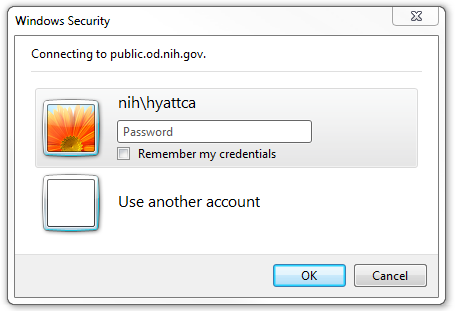 Windows Security
Connecting to public.od.nih.gov.
nih\hyattca
Password
Remember my credentials
Use another account
OK
Cancel